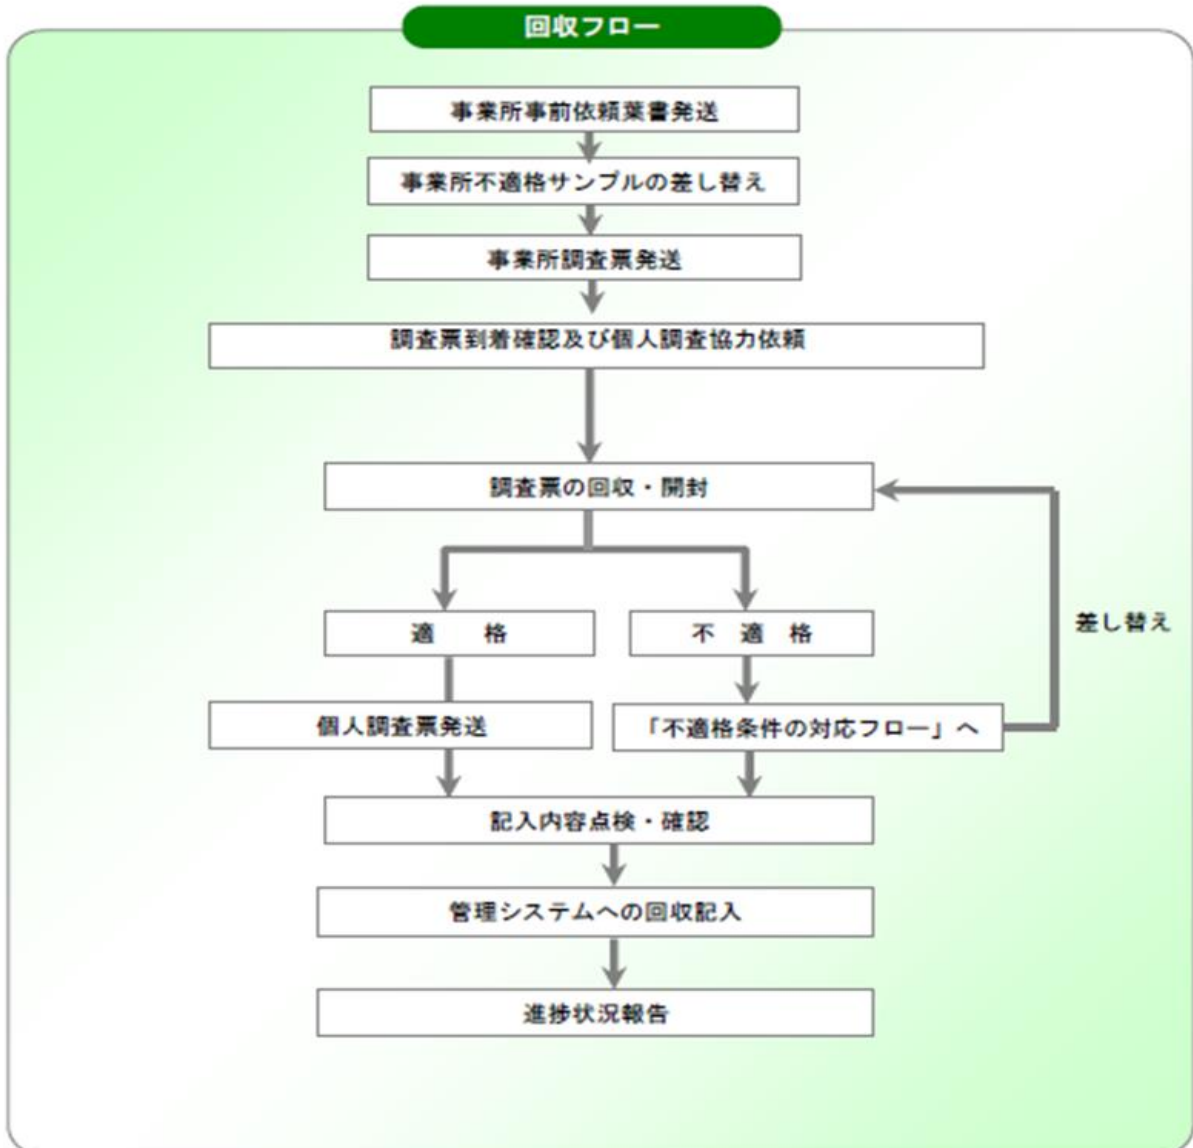 回収フロー
事業所事前依頼葉書発送
事業所不適格サンプルの差し替え
事業所調査票発送
調査票到着確認及び個人調査協力依頼
調査票の回収・開封
適　　格
不　適　格
差し替え
個人調査票発送
「不適格条件の対応フロー」へ
記入内容点検・確認
管理システムへの回収記入
進捗状況報告